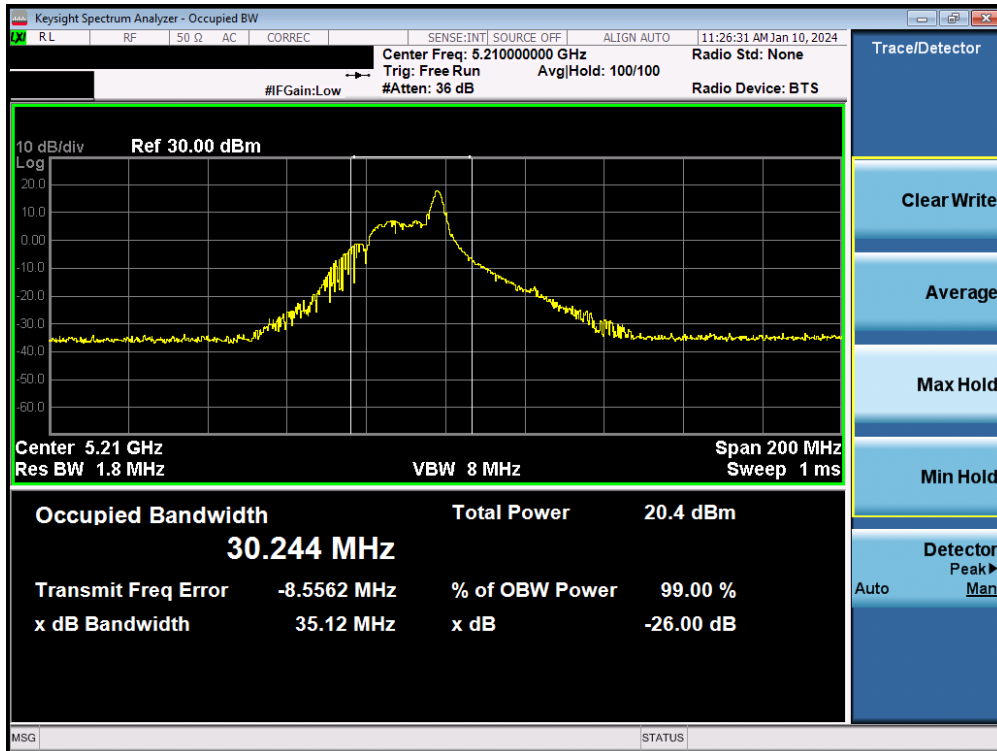 Keysight Spectrum Analyzer - Occupied BW
LXI RL RF 50 Ω AC CORREC SENSE:INT SOURCE OFF ALIGN AUTO 11:26:31 AM Jan 10, 2024
Center Freq: 5.210000000 GHz Radio Std: None
Trig: Free Run Avg|Hold: 100/100
#IFGain:Low #Atten: 36 dB Radio Device: BTS
Trace/Detector
10 dB/div Ref 30.00 dBm
Log
20.0
10.0
0.00
-10.0
-20.0
-30.0
-40.0
-50.0
-60.0
Center 5.21 GHz Span 200 MHz
Res BW 1.8 MHz VBW 8 MHz Sweep 1 ms
Occupied Bandwidth Total Power 20.4 dBm
30.244 MHz
Transmit Freq Error -8.5562 MHz % of OBW Power 99.00 %
x dB Bandwidth 35.12 MHz x dB -26.00 dB
Clear Write
Average
Max Hold
Min Hold
Detector
Peak▶
Auto Man
MSG STATUS